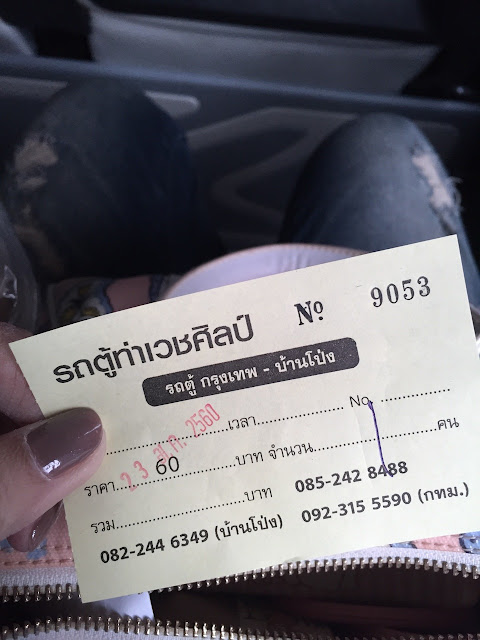 รถตู้ท่าเวชศิลป์ № 9053
รถตู้ กรุงเทพ - บ้านโป่ง
....................เวลา.................... No. ................
23 2560
ราคา.......60..........บาท จำนวน..........................คน
รวม..........................บาท 085-242 8488
082-244 6349 (บ้านโป่ง) 092-315 5590 (กทม.)